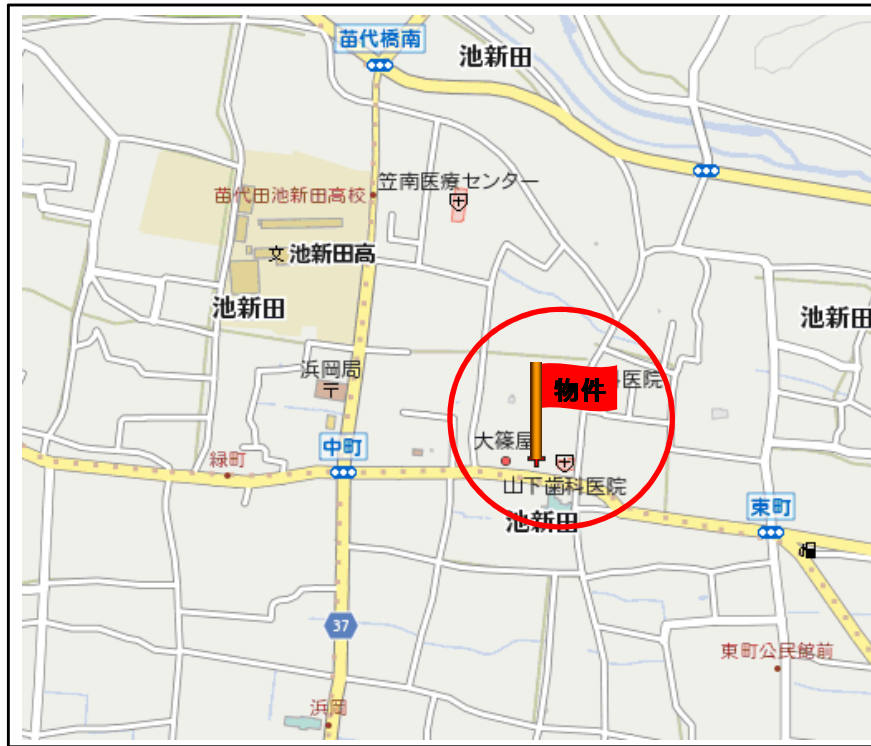 苗代橋南
池新田
苗代田池新田高校
笠南医療センター
文
池新田高
池新田
池新田
浜岡局
物件
医院
中町
大篠屋
緑町
山下歯科医院
池新田
東町
37
東町公民館前
浜岡